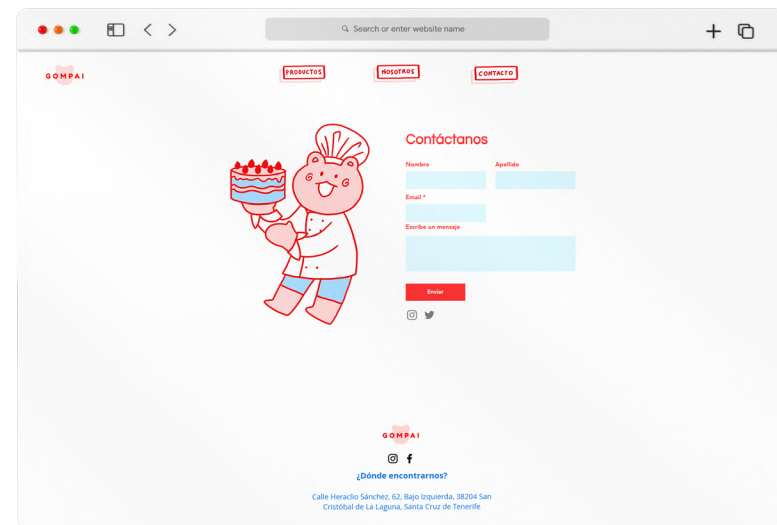 Search or enter website name
GOMPAI
PRODUCTOS
NOSOTROS
CONTACTO
Contáctanos
Nombre
Apellido
Email *
Escribe un mensaje
Enviar
GOMPAI
¿Dónde encontrarnos?
Calle Heraclio Sánchez, 62, Bajo Izquierda, 38204 San
Cristóbal de La Laguna, Santa Cruz de Tenerife